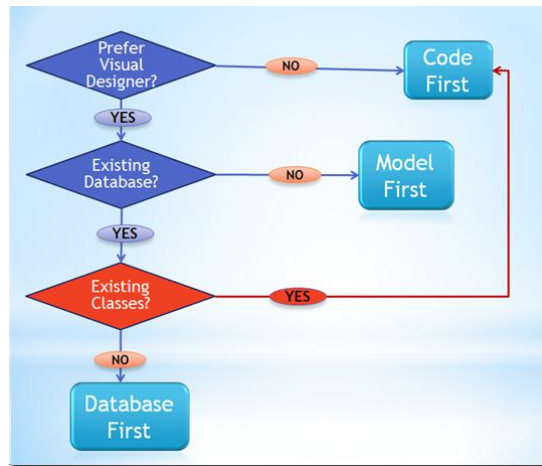 Prefer
Visual
Designer?
NO
Code
First
YES
Existing
Database?
NO
Model
First
YES
Existing
Classes?
YES
NO
Database
First